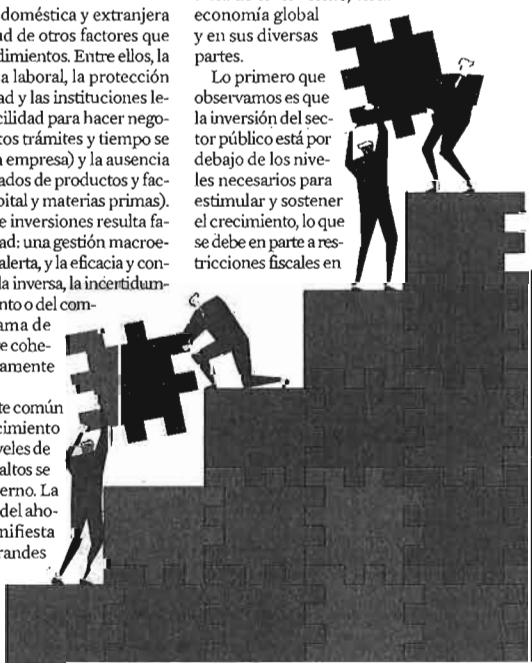 doméstica y extranjera
ud de otros factores que
dimientos. Entre ellos, la
a laboral, la protección
ad y las instituciones le-
cilidad para hacer nego-
tos trámites y tiempo se
a empresa) y la ausencia
ados de productos y fac-
pital y materias primas).
e inversiones resulta fa-
ad: una gestión macroe-
alerta, y la eficacia y con-
la inversa, la incertidum-
nto o del com-
ama de
e cohe-
amente
te común
cimiento
veles de
altos se
erno. La
del aho-
nifiesta
randes
economía global
y en sus diversas
partes.
Lo primero que
observamos es que
la inversión del sec-
tor público está por
debajo de los nive-
les necesarios para
estimular y sostener
el crecimiento, lo que
se debe en parte a res-
tricciones fiscales en